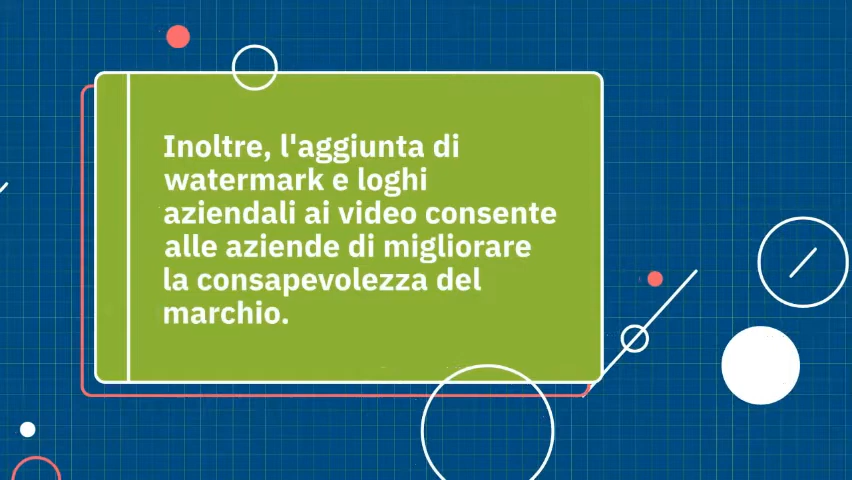 Inoltre, l'aggiunta di
watermark e loghi
aziendali ai video consente
alle aziende di migliorare
la consapevolezza del
marchio.